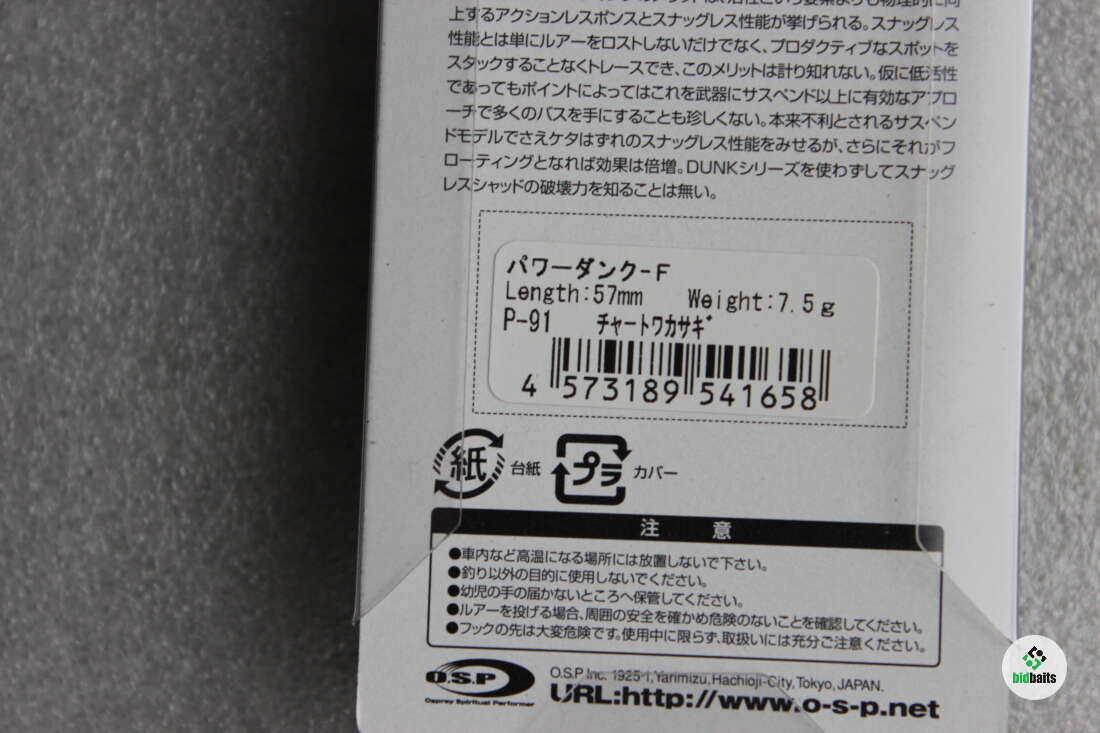 上するアクションレスポンスとスナッグレス性能が挙げられる。スナッグレス
性能とは単にルアーをロストしないだけでなく、プロダクティブなスポットを
スタックすることなくトレースでき、このメリットは計り知れない。仮に低活性
であってもポイントによってはこれを武器にサスペンド以上に有効なアプロ
ーチで多くのバスを手にすることも珍しくない。本来不利とされるサスペン
ドモデルでさえケタはずれのスナッグレス性能をみせるが、さらにそれがフ
ローティングとなれば効果は倍増。DUNKシリーズを使わずしてスナッグ
レスシャッドの破壊力を知ることは無い。
パワーダンク-F
Length:57mm Weight:7.5g
P-91 チャートワカサギ
4 573189 541658
紙 台紙 プラ カバー
注 意
●車内など高温になる場所には放置しないで下さい。
●釣り以外の目的に使用しないでください。
●幼児の手の届かないところへ保管してください。
●ルアーを投げる場合、周囲の安全を確かめ危険のないことを確認してください。
●フックの先は大変危険です。使用中に限らず、取扱いには充分ご注意ください。
O.S.P
Osprey Spiritual Performer
O.S.P Inc. 1925-1, Yarimizu, Hachioji-City, Tokyo, JAPAN.
URL:http://www.o-s-p.net
bidbaits